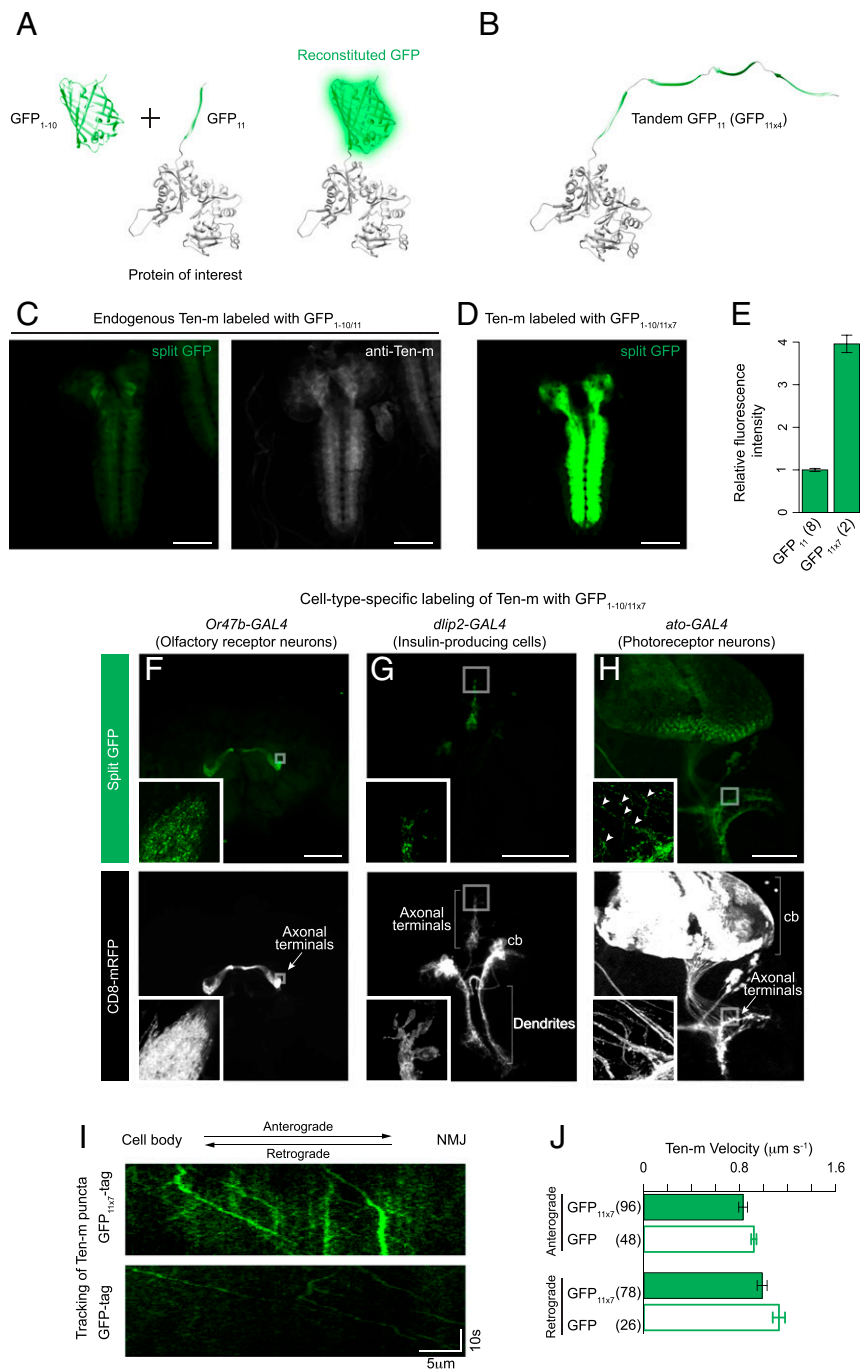 A
B
Reconstituted GFP
GFP1-10
+
GFP11
Tandem GFP11 (GFP11x4)
Protein of interest
C
Endogenous Ten-m labeled with GFP1-10/11
split GFP
anti-Ten-m
D
Ten-m labeled with GFP1-10/11x7
split GFP
E
Relative fluorescence
intensity
4
3
2
1
0
GFP11 (8)
GFP11x7 (2)
Cell-type-specific labeling of Ten-m with GFP1-10/11x7
Or47b-GAL4
(Olfactory receptor neurons)
dlip2-GAL4
(Insulin-producing cells)
ato-GAL4
(Photoreceptor neurons)
Split GFP
F
G
H
CD8-mRFP
Axonal
terminals
Axonal
terminals
cb
Dendrites
cb
Axonal
terminals
I
Cell body
Anterograde
Retrograde
NMJ
Tracking of Ten-m puncta
GFP11x7-tag
GFP-tag
10s
5μm
J
Ten-m Velocity (μm s-1)
0
0.8
1.6
Anterograde
GFP11x7 (96)
GFP (48)
Retrograde
GFP11x7 (78)
GFP (26)